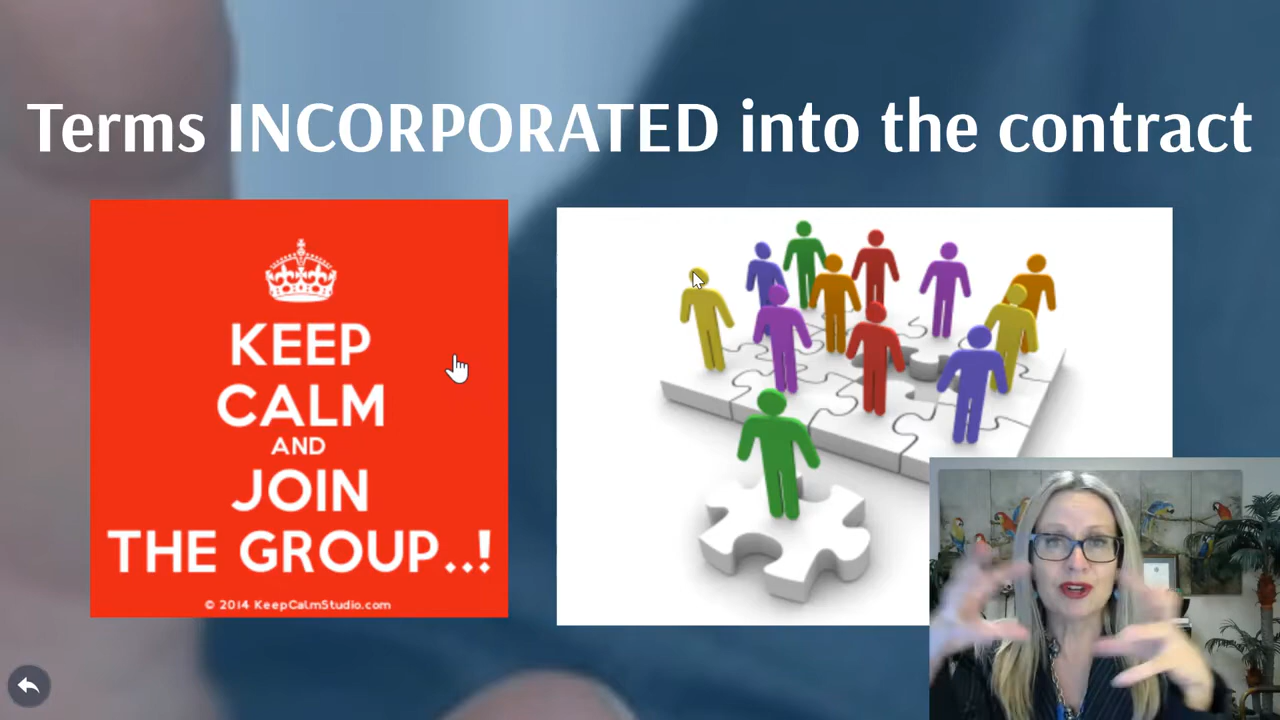 Terms INCORPORATED into the contract
KEEP
CALM
AND
JOIN
THE GROUP..!
© 2014 KeepCalmStudio.com